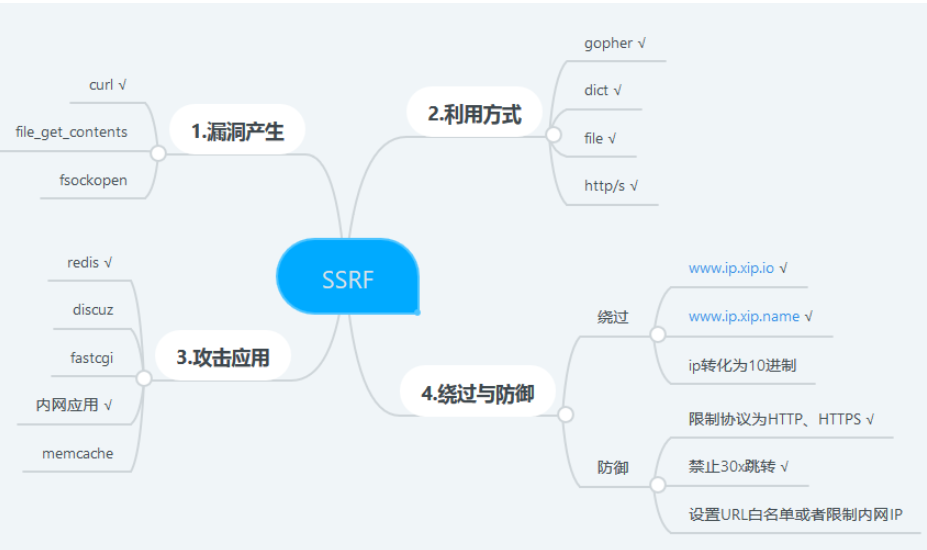 SSRF
1.漏洞产生
curl √
file_get_contents
fsockopen
2.利用方式
gopher √
dict √
file √
http/s √
3.攻击应用
redis √
discuz
fastcgi
内网应用 √
memcache
4.绕过与防御
绕过
www.ip.xip.io √
www.ip.xip.name √
ip转化为10进制
防御
限制协议为HTTP、HTTPS √
禁止30x跳转 √
设置URL白名单或者限制内网IP